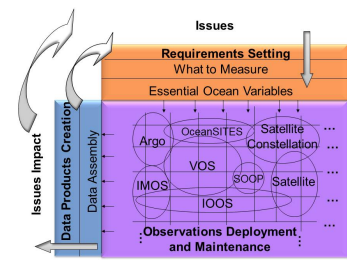 Issues
Requirements Setting
What to Measure
Essential Ocean Variables
Issues Impact
Data Products Creation
Data Assembly
Argo
OceanSITES
Satellite
Constellation
...
VOS
IMOS
SOOP
Satellite
...
IOOS
...
Observations Deployment
and Maintenance